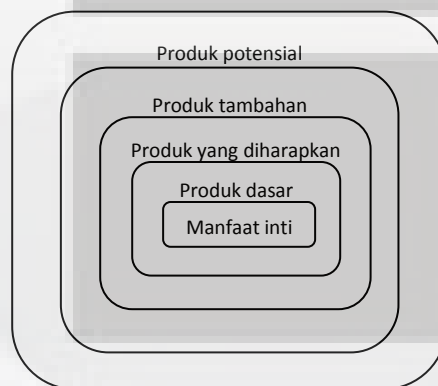 Produk potensial
Produk tambahan
Produk yang diharapkan
Produk dasar
Manfaat inti